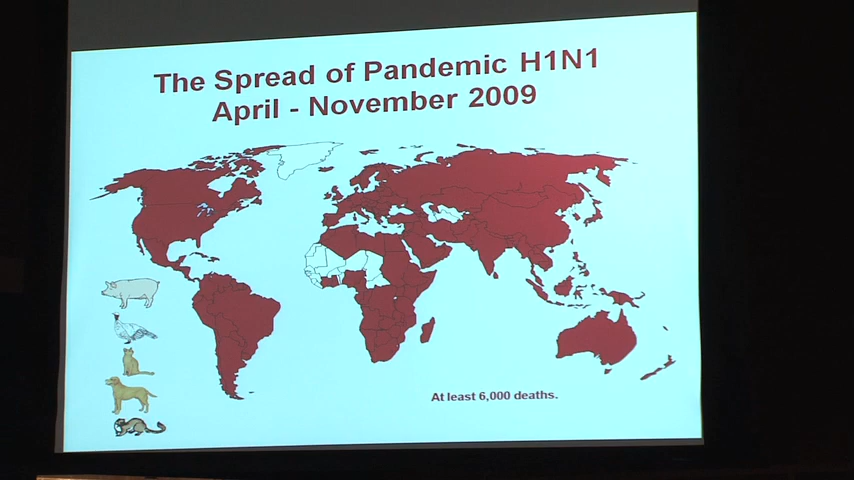 The Spread of Pandemic H1N1
April - November 2009
At least 6,000 deaths.